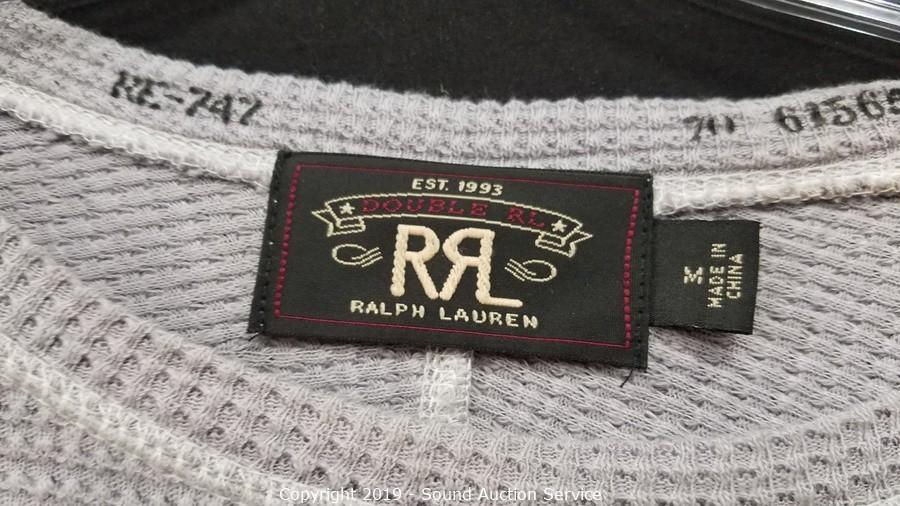 RE-747
70 61565
EST. 1993
DOUBLE RL
RRL
RALPH LAUREN
M
MADE IN
CHINA
Copyright 2019 - Sound Auction Service